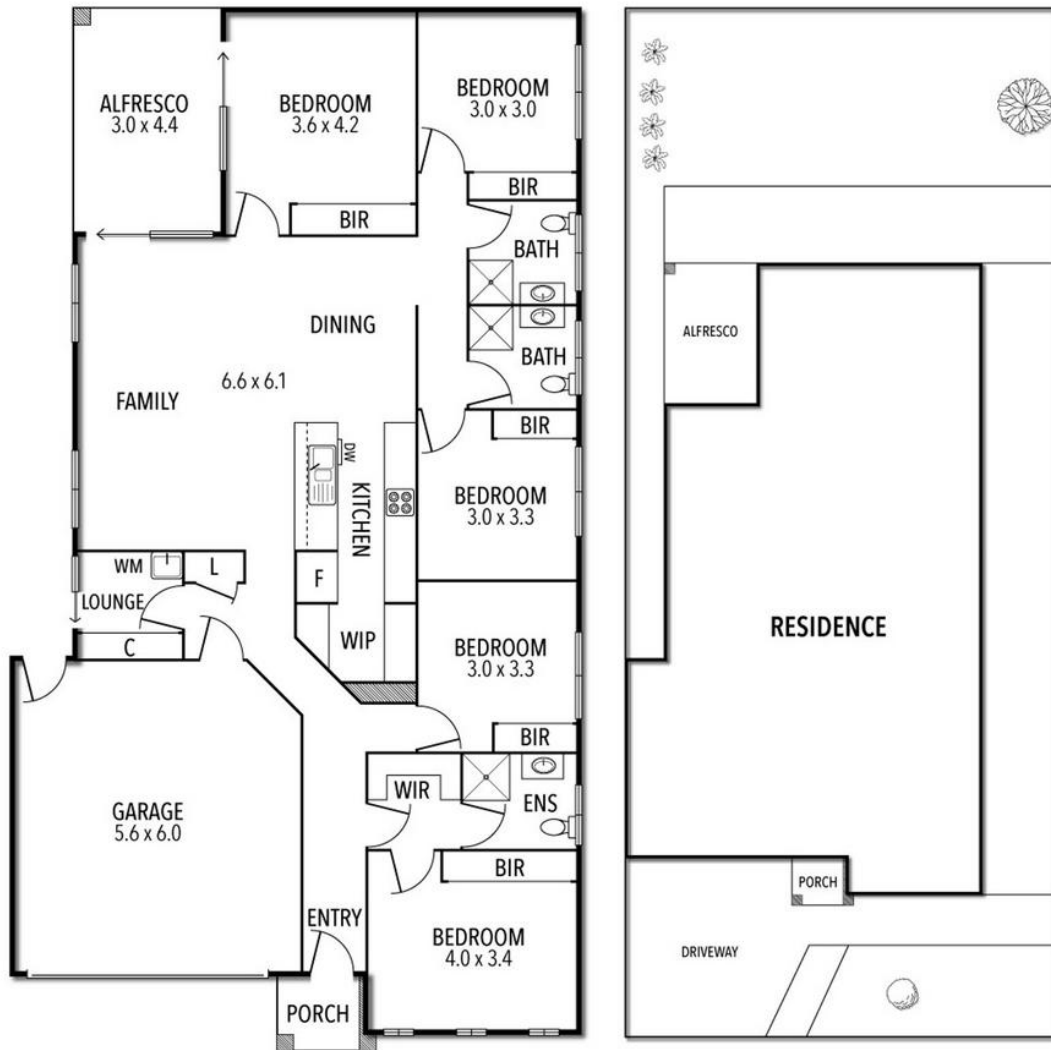 ALFRESCO
3.0 x 4.4
BEDROOM
3.6 x 4.2
BIR
BEDROOM
3.0 x 3.0
BIR
BATH
DINING
6.6 x 6.1
FAMILY
BATH
BIR
DW
KITCHEN
BEDROOM
3.0 x 3.3
WM
L
F
LOUNGE
C
WIP
BEDROOM
3.0 x 3.3
BIR
WIR
ENS
GARAGE
5.6 x 6.0
BIR
ENTRY
BEDROOM
4.0 x 3.4
PORCH
ALFRESCO
RESIDENCE
PORCH
DRIVEWAY